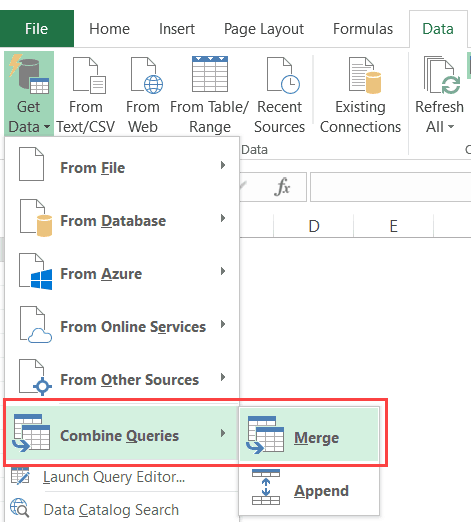 File Home Insert Page Layout Formulas Data
Get Data From Text/CSV From Web From Table/ Range Recent Sources Existing Connections Refresh All
Data
fx
D E
From File
From Database
From Azure
From Online Services
From Other Sources
Combine Queries
Merge
Append
Launch Query Editor...
Data Catalog Search